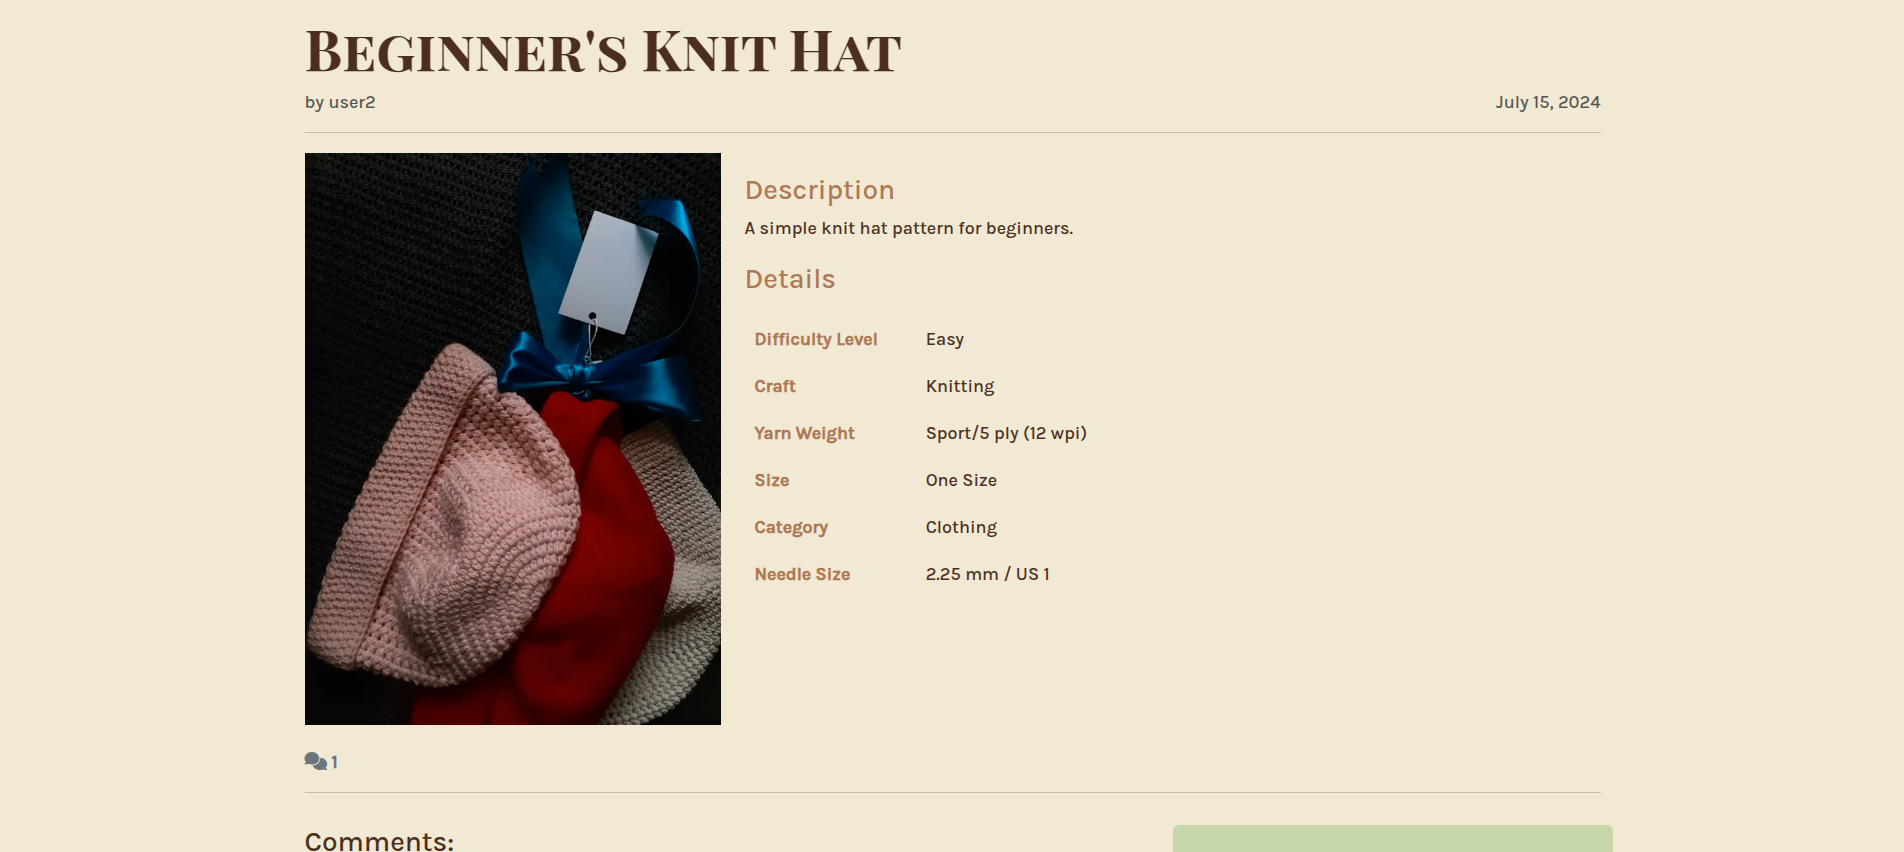 Beginner's Knit Hat
by user2
July 15, 2024
Description
A simple knit hat pattern for beginners.
Details
Difficulty Level Easy
Craft Knitting
Yarn Weight Sport/5 ply (12 wpi)
Size One Size
Category Clothing
Needle Size 2.25 mm / US 1
1
Comments: